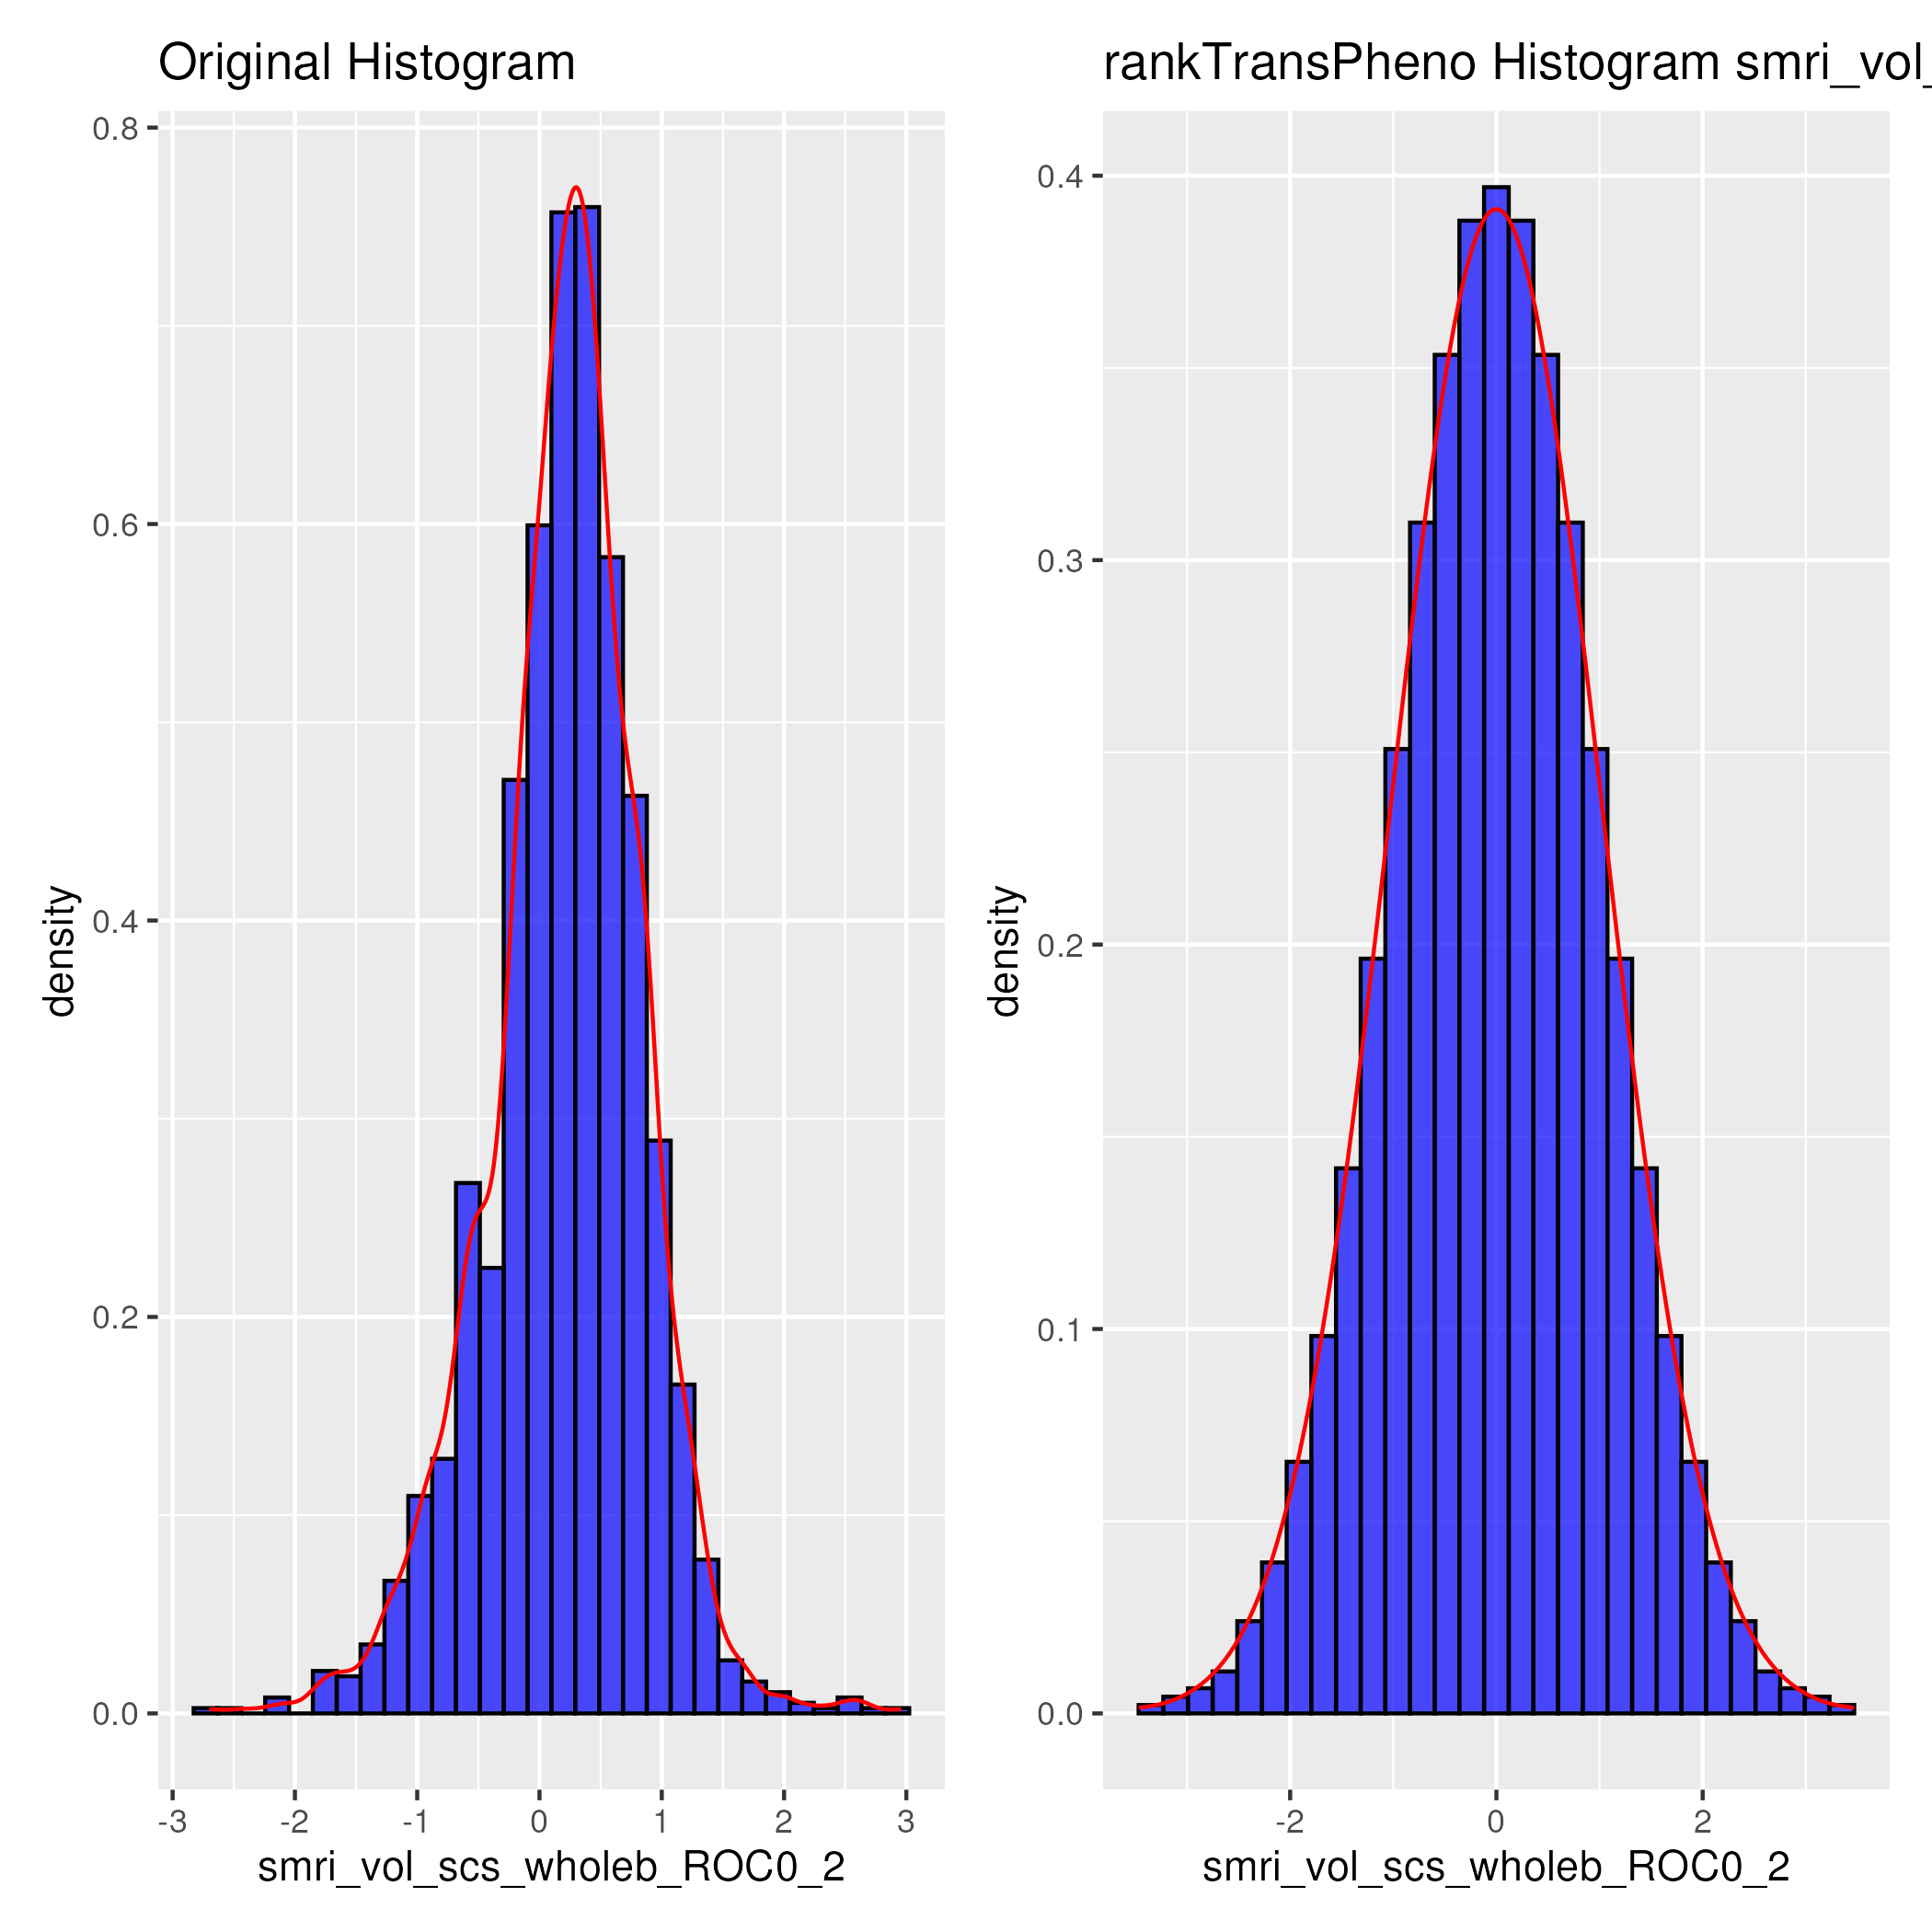 Original Histogram
0.8
0.6
0.4
0.2
0.0
density
-3 -2 -1 0 1 2 3
smri_vol_scs_wholeb_ROC0_2
rankTransPheno Histogram smri_vol_
0.4
0.3
0.2
0.1
0.0
density
-2 0 2
smri_vol_scs_wholeb_ROC0_2